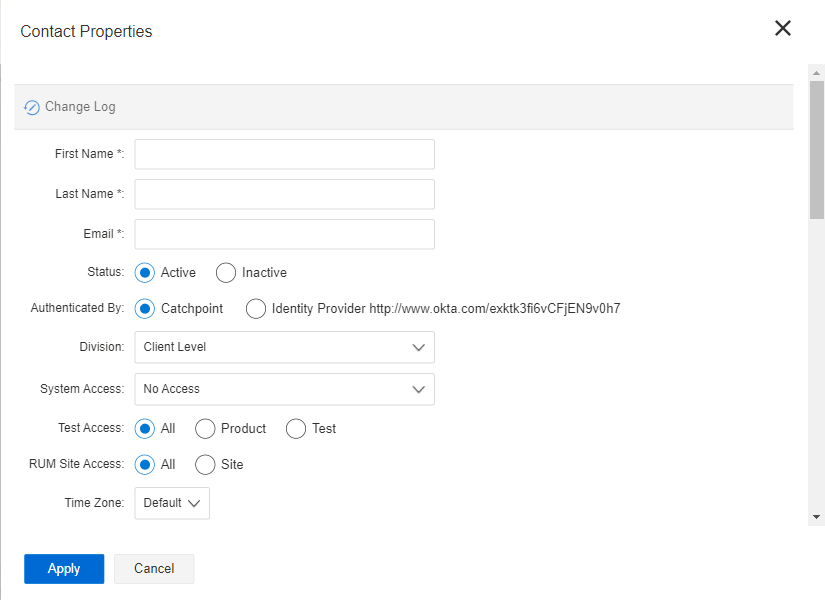 Contact Properties
Change Log
First Name *:
Last Name *:
Email *:
Status: Active Inactive
Authenticated By: Catchpoint Identity Provider http://www.okta.com/exktk3fi6vCFjEN9v0h7
Division: Client Level
System Access: No Access
Test Access: All Product Test
RUM Site Access: All Site
Time Zone: Default
Apply Cancel